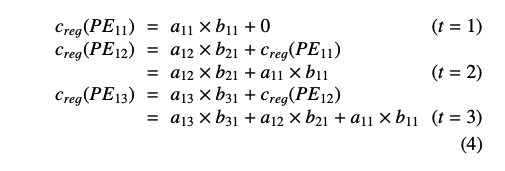 c_reg(PE_11) = a_11 × b_11 + 0 (t = 1)
c_reg(PE_12) = a_12 × b_21 + c_reg(PE_11)
= a_12 × b_21 + a_11 × b_11 (t = 2)
c_reg(PE_13) = a_13 × b_31 + c_reg(PE_12)
= a_13 × b_31 + a_12 × b_21 + a_11 × b_11 (t = 3)
(4)